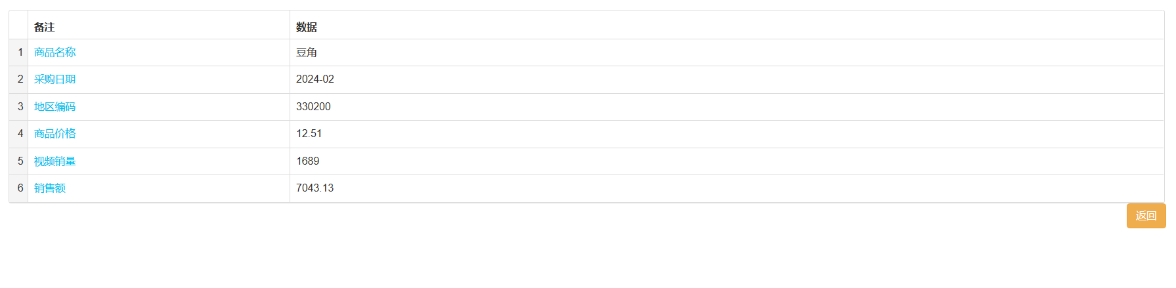 备注 数据
1 商品名称 豆角
2 采购日期 2024-02
3 地区编码 330200
4 商品价格 12.51
5 视频销量 1689
6 销售额 7043.13
返回